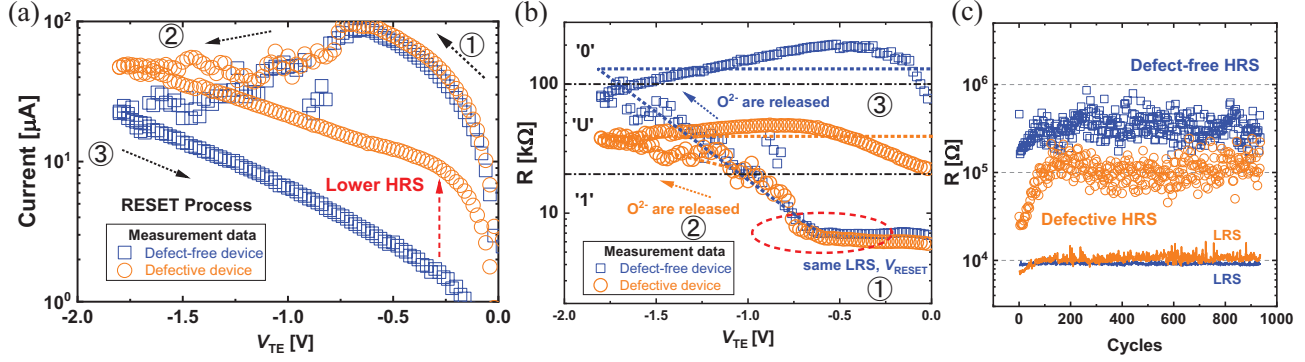 (a)
10²
10¹
10⁰
Current [µA]
②
①
③
Lower HRS
RESET Process
Measurement data
Defect-free device
Defective device
-2.0
-1.5
-1.0
-0.5
0.0
V_TE [V]
(b)
'0'
100
'U'
'1'
10
R [kΩ]
O²⁻ are released
③
O²⁻ are released
②
Measurement data
Defect-free device
Defective device
same LRS, V_RESET
①
-2.0
-1.5
-1.0
-0.5
0.0
V_TE [V]
(c)
10⁶
10⁵
10⁴
R [Ω]
Defect-free HRS
Defective HRS
LRS
LRS
0
200
400
600
800
1000
Cycles